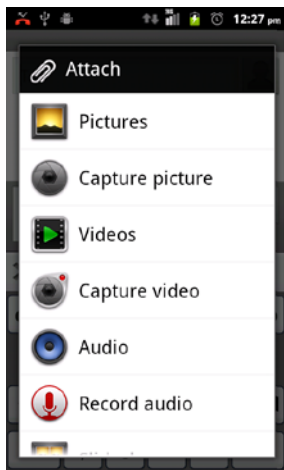 12:27 pm
Attach
Pictures
Capture picture
Videos
Capture video
Audio
Record audio